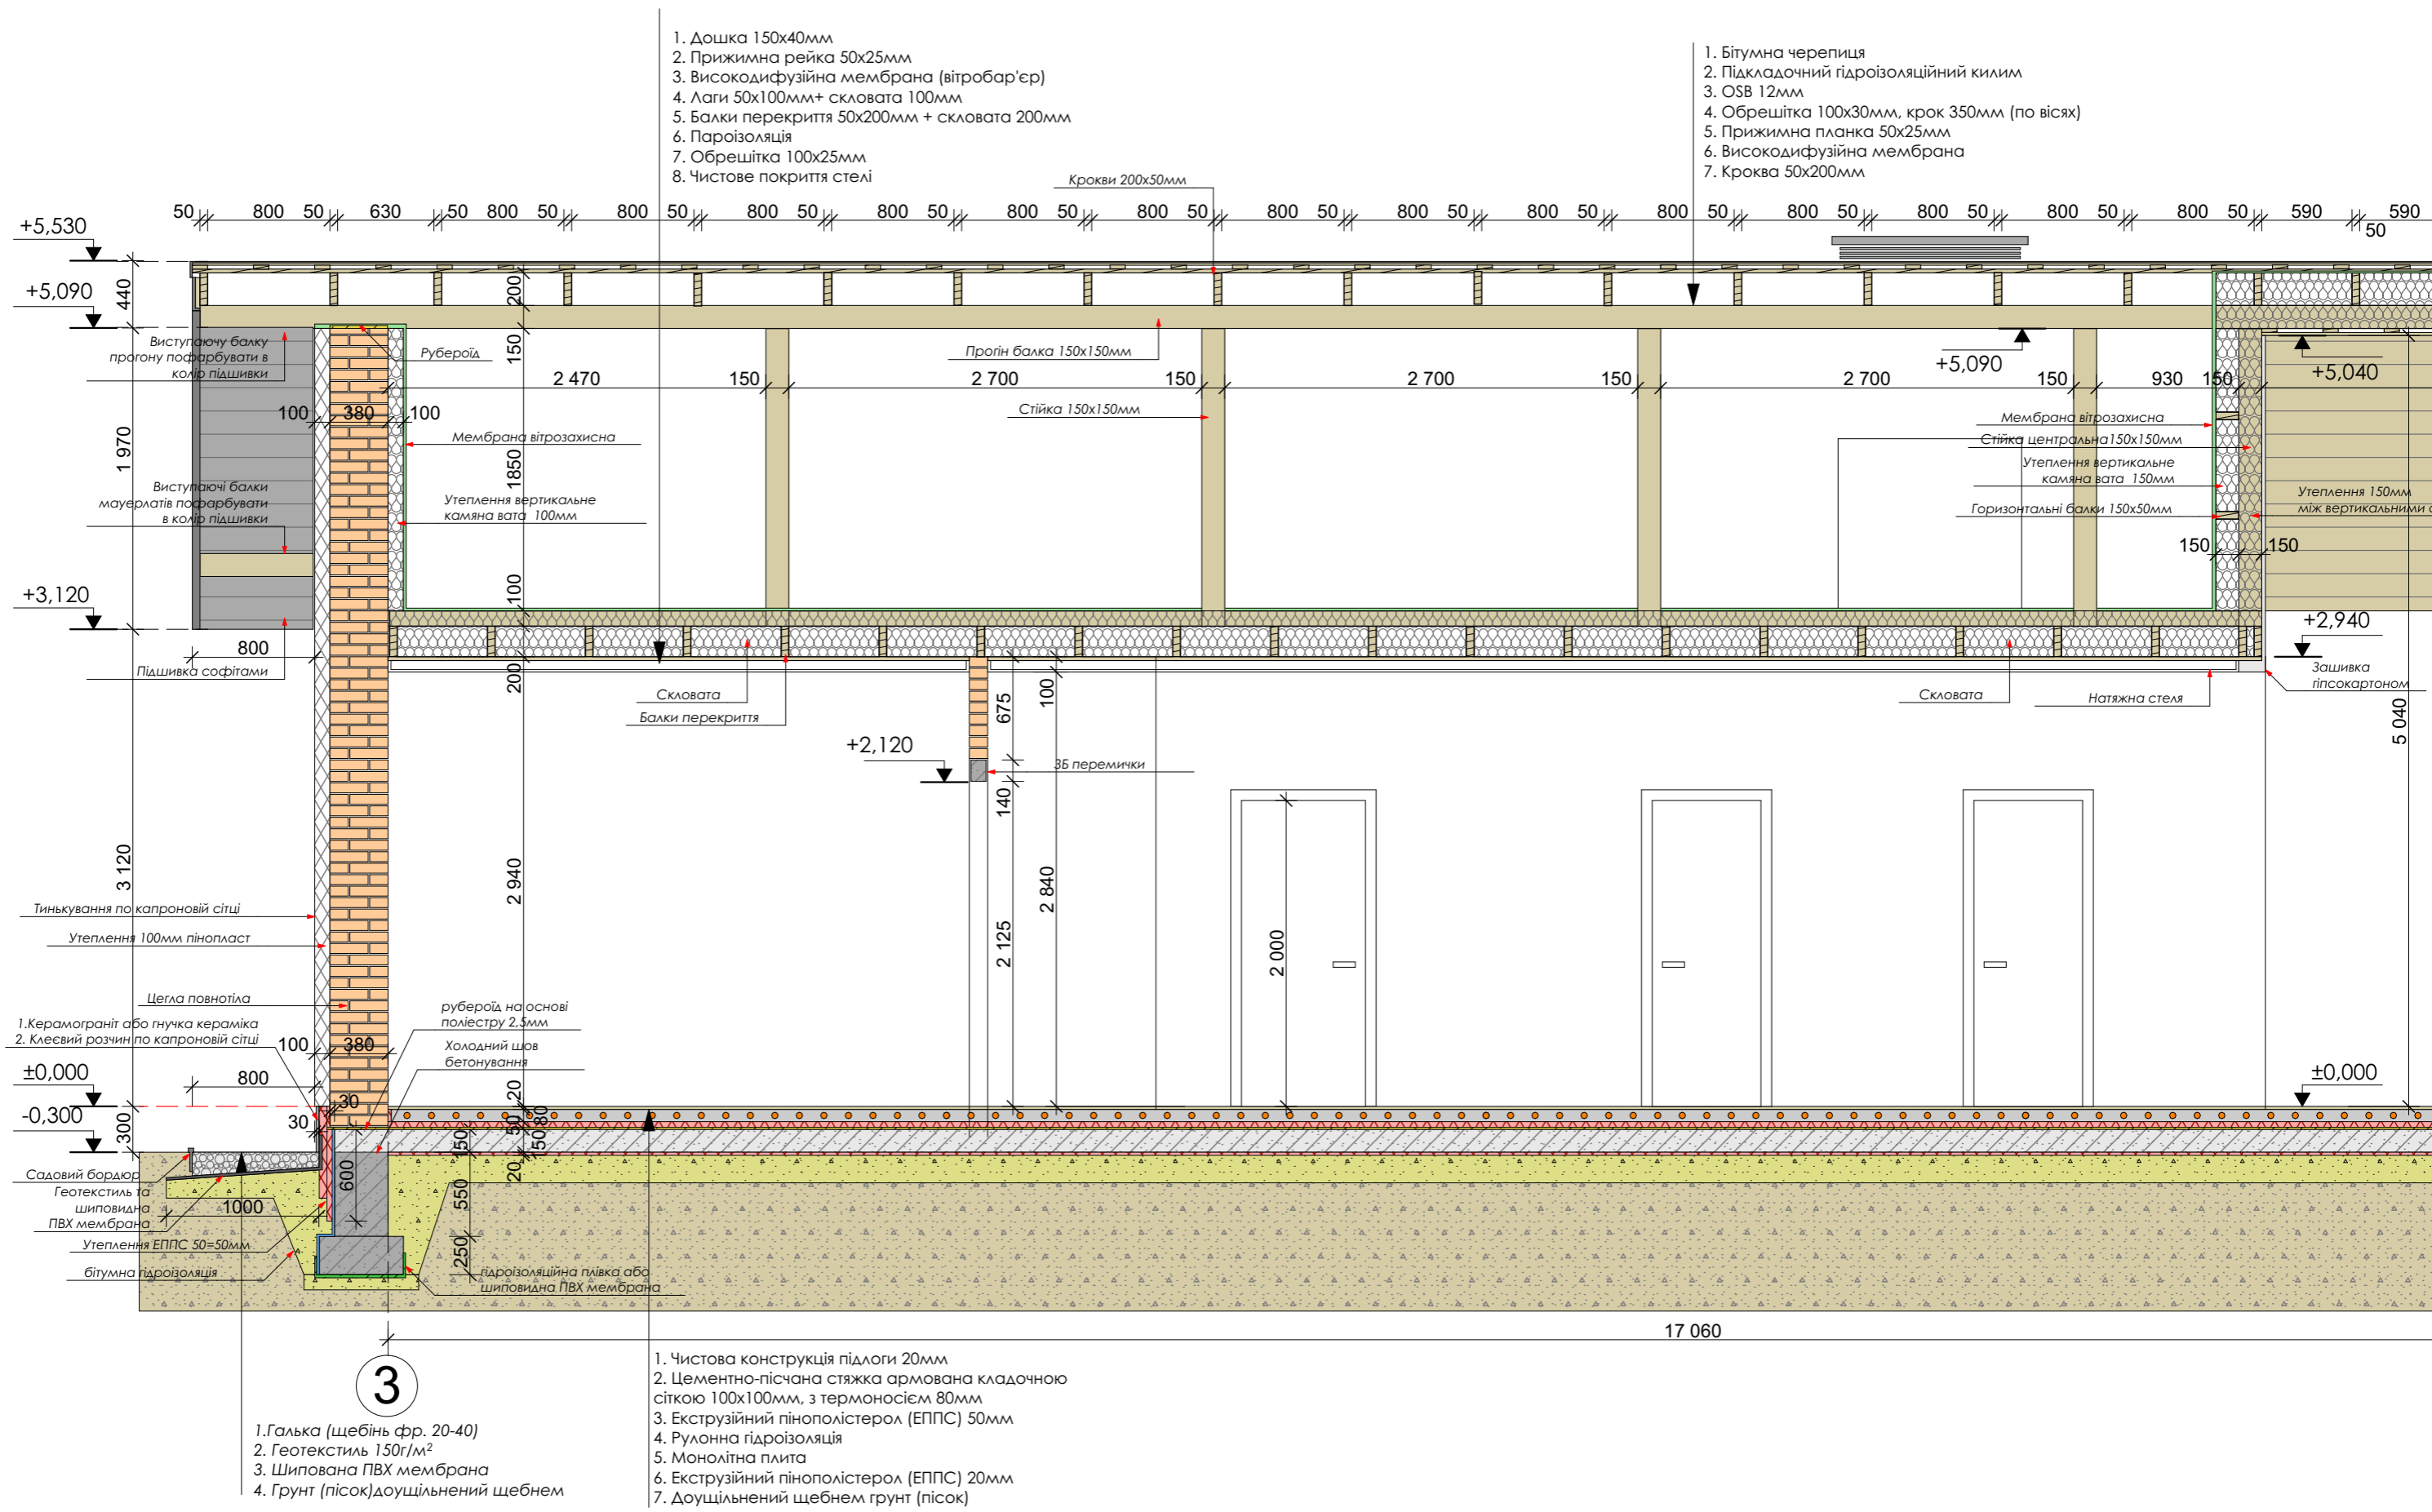 1. Дошка 150х40мм
2. Прижимна рейка 50х25мм
3. Високодифузійна мембрана (вітробар'єр)
4. Лаги 50х100мм+ скловата 100мм
5. Балки перекриття 50х200мм + скловата 200мм
6. Пароізоляція
7. Обрешітка 100х25мм
8. Чистове покриття стелі
1. Бітумна черепиця
2. Підкладочний гідроізоляційний килим
3. OSB 12мм
4. Обрешітка 100х30мм, крок 350мм (по вісях)
5. Прижимна планка 50х25мм
6. Високодифузійна мембрана
7. Кроква 50х200мм
Крокви 200х50мм
50 800 50 630 50 800 50 800 50 800 50 800 50 800 50 800 50 800 50 800 50 800 50 800 50 800 50 800 50 800 50 590 590
50
+5,530
440
200
+5,090
Виступаючу балку
прогону пофарбувати в
колір підшивки
Рубероїд
150
Прогін балка 150х150мм
+5,090
+5,040
2 470 150 2 700 150 2 700 150 2 700 150 930 150
100 380 100
Стійка 150х150мм
1 970
Мембрана вітрозахисна
1850
Мембрана вітрозахисна
Стійка центральна150х150мм
Утеплення вертикальне
камяна вата 150мм
Виступаючі балки
мауерлатів пофарбувати
в колір підшивки
Утеплення вертикальне
камяна вата 100мм
Горизонтальні балки 150х50мм
Утеплення 150мм
між вертикальними
150 150
100
+3,120
+2,940
800
200
Підшивка софітами
Скловата
Балки перекриття
675
100
Скловата
Натяжна стеля
Зашивка
гіпсокартоном
5 040
+2,120
ЗБ перемички
140
3 120
2 940
2 840
2 125
2 000
Тинькування по капроновій сітці
Утеплення 100мм пінопласт
Цегла повнотіла
рубероїд на основі
поліестру 2,5мм
1.Керамограніт або гнучка кераміка
2. Клеєвий розчин по капроновій сітці
100 380
Холодний шов
бетонування
±0,000
800
20
±0,000
30
-0,300
300
30
150
50
80
150
20
600
550
250
Садовий бордюр
Геотекстиль та
шиповидна
ПВХ мембрана
1000
Утеплення ЕППС 50=50мм
бітумна гідроізоляція
гідроізоляційна плівка або
шиповидна ПВХ мембрана
17 060
3
1.Галька (щебінь фр. 20-40)
2. Геотекстиль 150г/м²
3. Шипована ПВХ мембрана
4. Грунт (пісок)доущільнений щебнем
1. Чистова конструкція підлоги 20мм
2. Цементно-пісчана стяжка армована кладочною
сіткою 100х100мм, з термоносієм 80мм
3. Екструзійний пінополістерол (ЕППС) 50мм
4. Рулонна гідроізоляція
5. Монолітна плита
6. Екструзійний пінополістерол (ЕППС) 20мм
7. Доущільнений щебнем грунт (пісок)